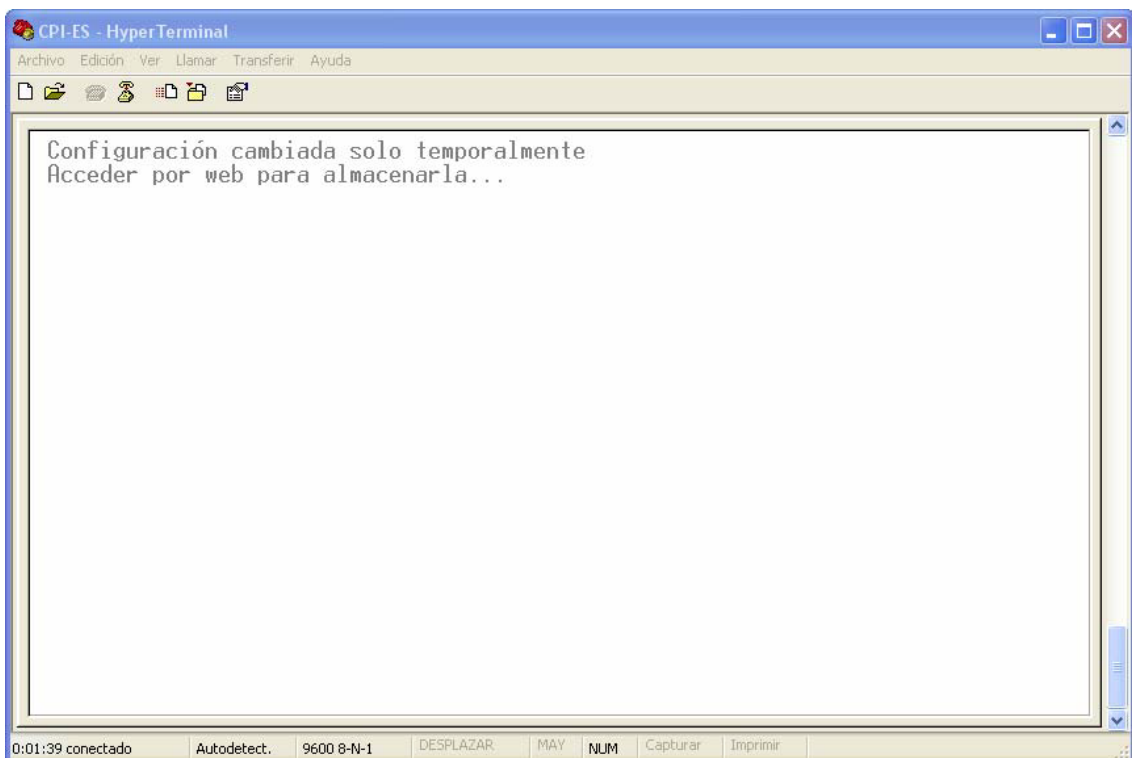 CPI-ES - HyperTerminal
Archivo Edición Ver Llamar Transferir Ayuda
Configuración cambiada solo temporalmente
Acceder por web para almacenarla...
0:01:39 conectado Autodetect. 9600 8-N-1 DESPLAZAR MAY NUM Capturar Imprimir